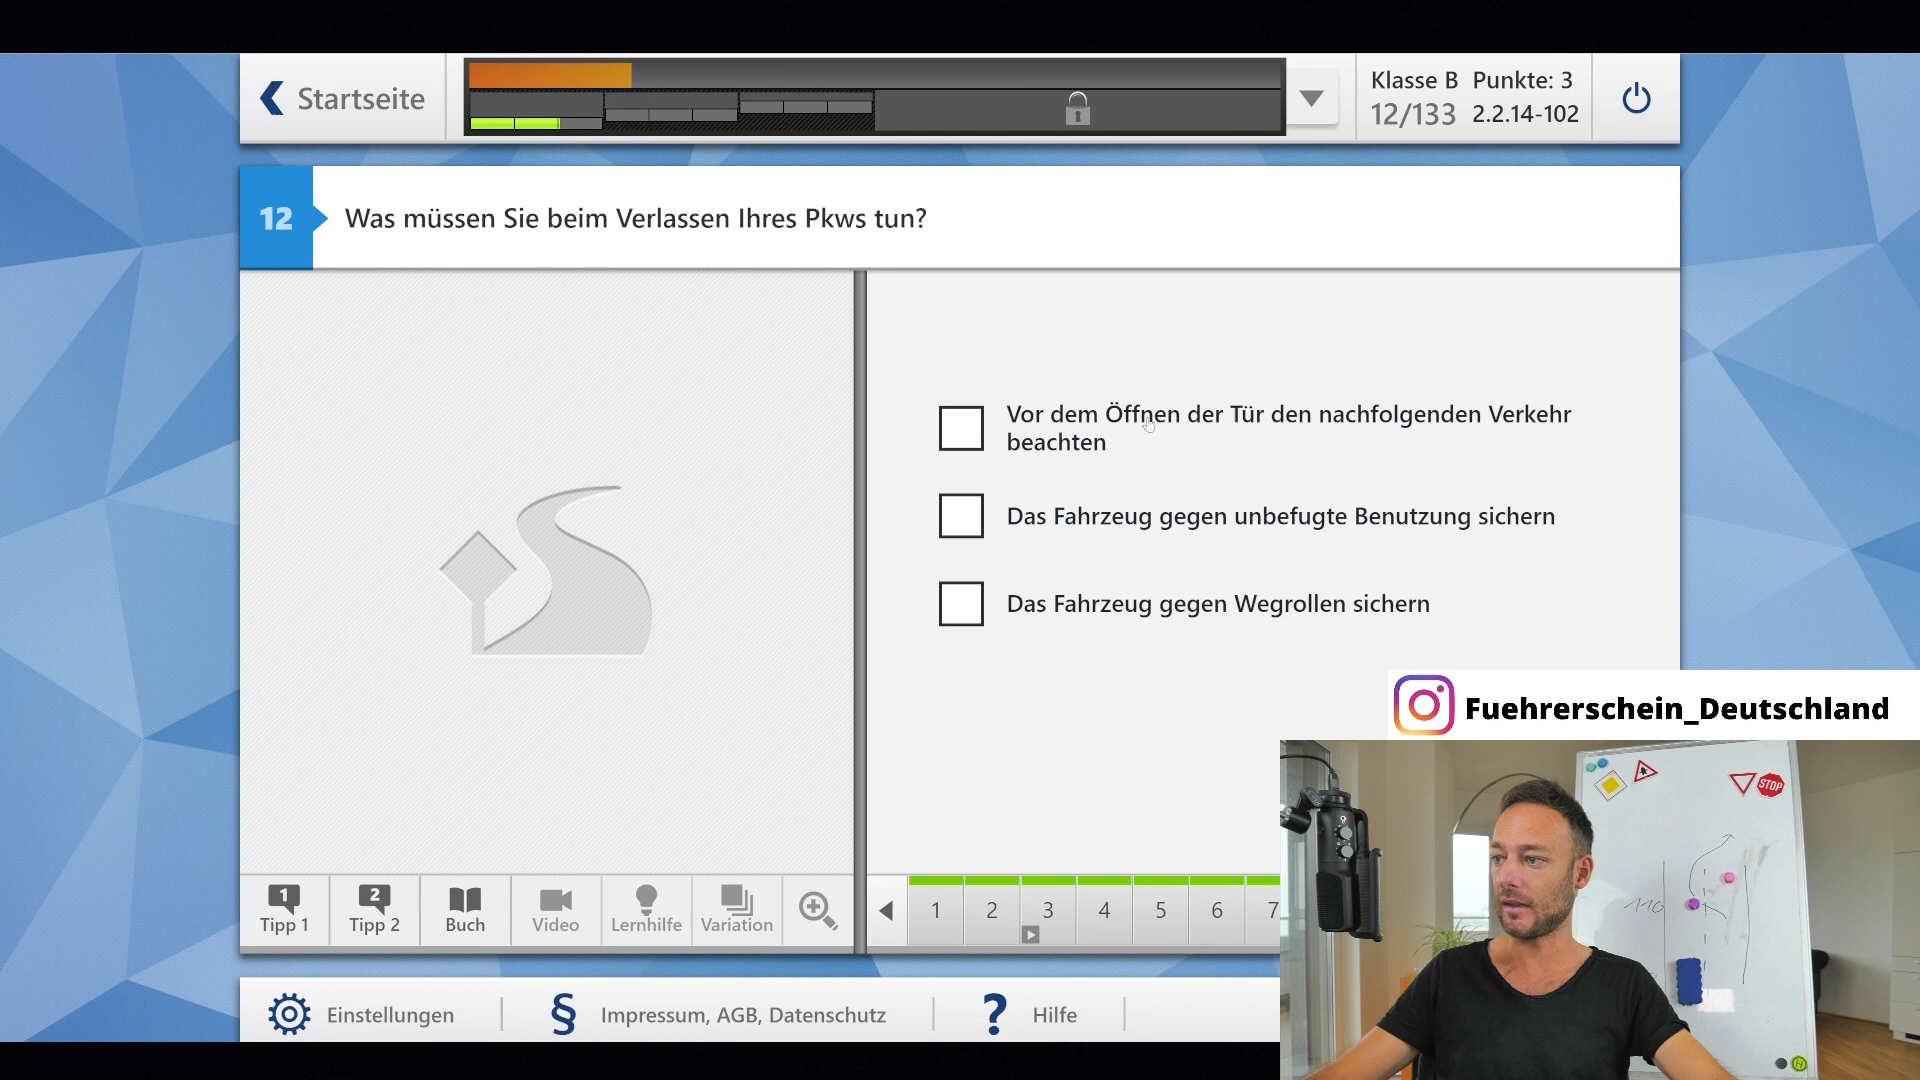 Startseite
Klasse B Punkte: 3
12/133 2.2.14-102
12
Was müssen Sie beim Verlassen Ihres Pkws tun?
Vor dem Öffnen der Tür den nachfolgenden Verkehr
beachten
Das Fahrzeug gegen unbefugte Benutzung sichern
Das Fahrzeug gegen Wegrollen sichern
Fuehrerschein_Deutschland
STOP
110
1
Tipp 1
2
Tipp 2
Buch
Video
Lernhilfe
Variation
1 2 3 4 5 6 7
Einstellungen
§ Impressum, AGB, Datenschutz
? Hilfe
H